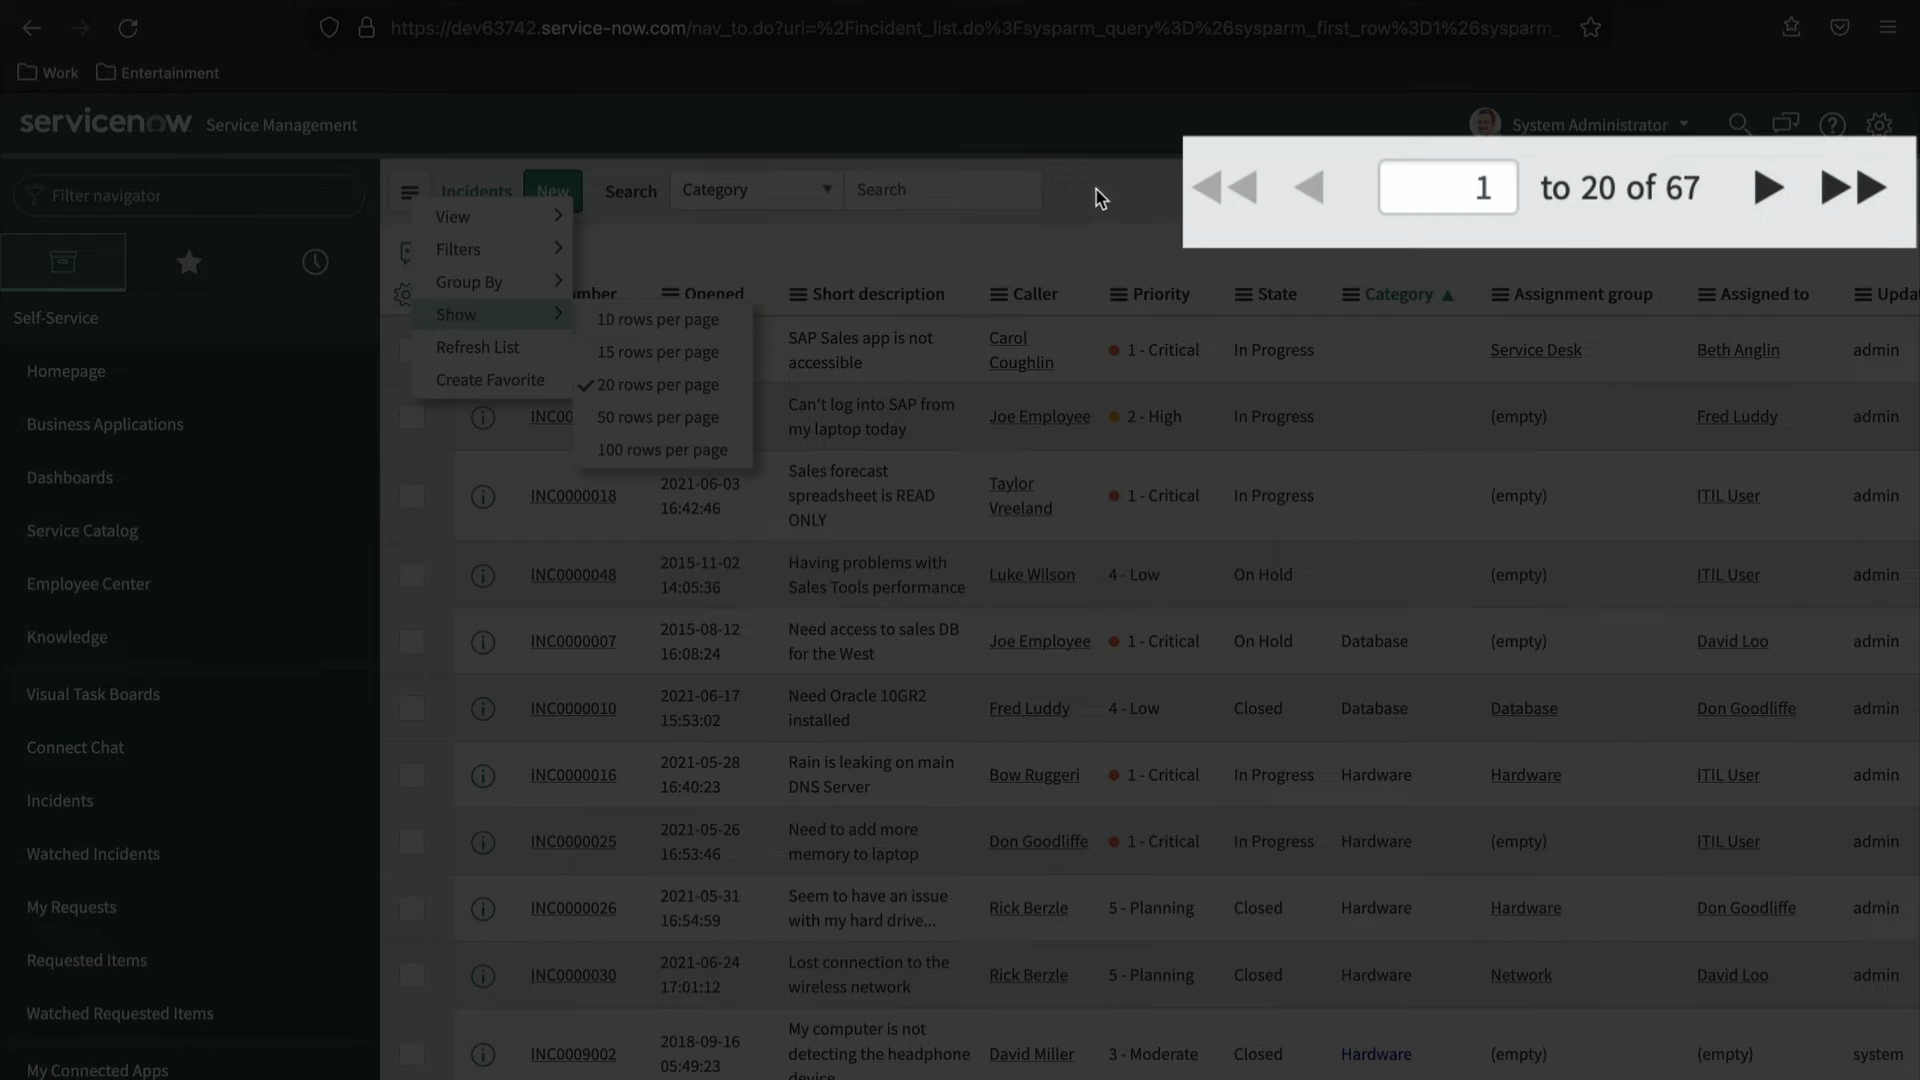 https://dev63742.service-now.com/nav_to.do?uri=%2Fincident_list.do%3Fsysparm_query%3D%26sysparm_first_row%3D1%26sysparm_
Work Entertainment
servicenow Service Management
System Administrator
Filter navigator
Incidents New Search Category Search
1 to 20 of 67
View
Filters
Group By
Show
Refresh List
Create Favorite
10 rows per page
15 rows per page
20 rows per page
50 rows per page
100 rows per page
Self-Service
Homepage
Business Applications
Dashboards
Service Catalog
Employee Center
Knowledge
Visual Task Boards
Connect Chat
Incidents
Watched Incidents
My Requests
Requested Items
Watched Requested Items
My Connected Apps
mber Opened Short description Caller Priority State Category Assignment group Assigned to Upda
SAP Sales app is not
accessible
Carol
Coughlin
1 - Critical In Progress Service Desk Beth Anglin admin
INC00
Can't log into SAP from
my laptop today
Joe Employee 2 - High In Progress (empty) Fred Luddy admin
INC0000018
2021-06-03
16:42:46
Sales forecast
spreadsheet is READ
ONLY
Taylor
Vreeland
1 - Critical In Progress (empty) ITIL User admin
INC0000048
2015-11-02
14:05:36
Having problems with
Sales Tools performance
Luke Wilson 4 - Low On Hold (empty) ITIL User admin
INC0000007
2015-08-12
16:08:24
Need access to sales DB
for the West
Joe Employee 1 - Critical On Hold Database (empty) David Loo admin
INC0000010
2021-06-17
15:53:02
Need Oracle 10GR2
installed
Fred Luddy 4 - Low Closed Database Database Don Goodliffe admin
INC0000016
2021-05-28
16:40:23
Rain is leaking on main
DNS Server
Bow Ruggeri 1 - Critical In Progress Hardware Hardware ITIL User admin
INC0000025
2021-05-26
16:53:46
Need to add more
memory to laptop
Don Goodliffe 1 - Critical In Progress Hardware (empty) ITIL User admin
INC0000026
2021-05-31
16:54:59
Seem to have an issue
with my hard drive...
Rick Berzle 5 - Planning Closed Hardware Hardware Don Goodliffe admin
INC0000030
2021-06-24
17:01:12
Lost connection to the
wireless network
Rick Berzle 5 - Planning Closed Hardware Network David Loo admin
INC0009002
2018-09-16
05:49:23
My computer is not
detecting the headphone
device
David Miller 3 - Moderate Closed Hardware (empty) (empty) system